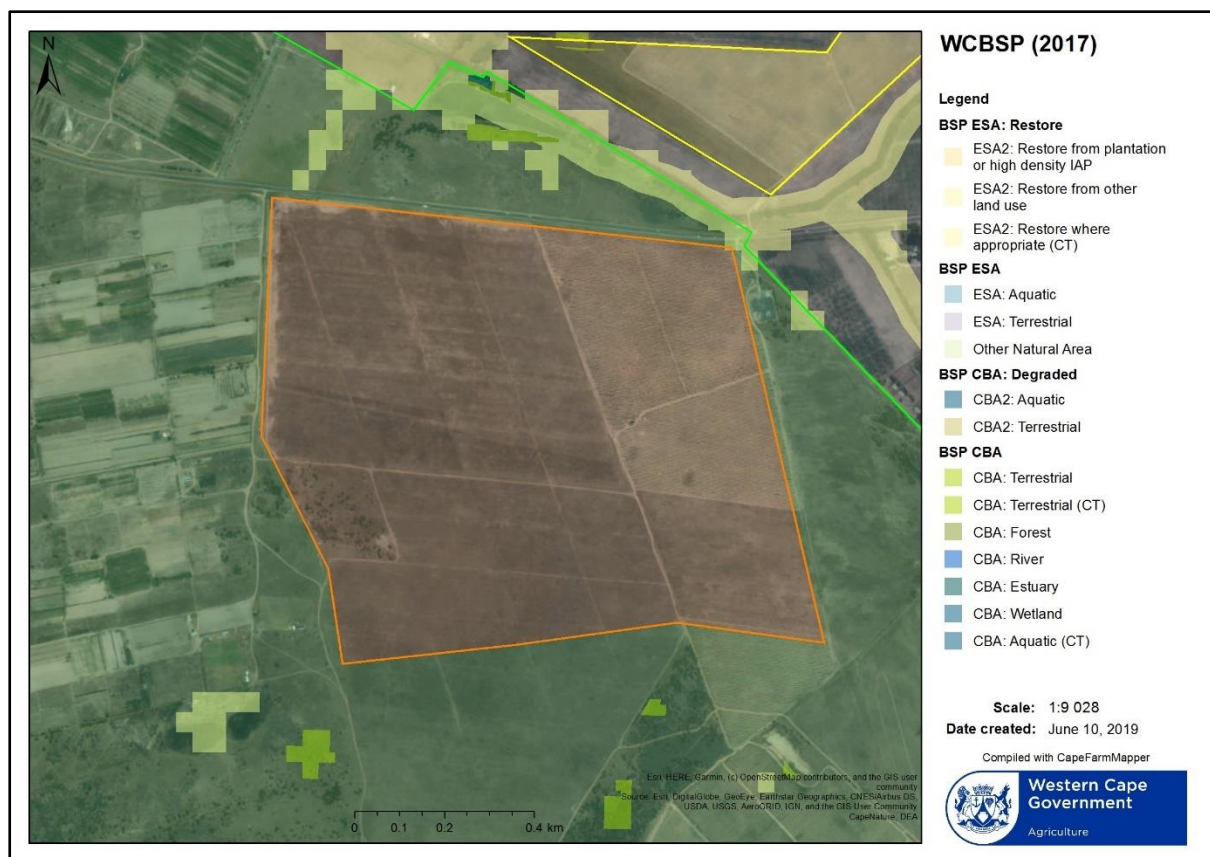 N
WCBSP (2017)
Legend
BSP ESA: Restore
ESA2: Restore from plantation
or high density IAP
ESA2: Restore from other
land use
ESA2: Restore where
appropriate (CT)
BSP ESA
ESA: Aquatic
ESA: Terrestrial
Other Natural Area
BSP CBA: Degraded
CBA2: Aquatic
CBA2: Terrestrial
BSP CBA
CBA: Terrestrial
CBA: Terrestrial (CT)
CBA: Forest
CBA: River
CBA: Estuary
CBA: Wetland
CBA: Aquatic (CT)
Scale: 1:9 028
Date created: June 10, 2019
Compiled with CapeFarmMapper
Western Cape
Government
Agriculture
Esri, HERE, Garmin, (c) OpenStreetMap contributors, and the GIS user
community
Source: Esri, DigitalGlobe, GeoEye, Earthstar Geographics, CNES/Airbus DS,
USDA, USGS, AeroGRID, IGN, and the GIS User Community
CapeNature, DEA
0 0.1 0.2 0.4 km